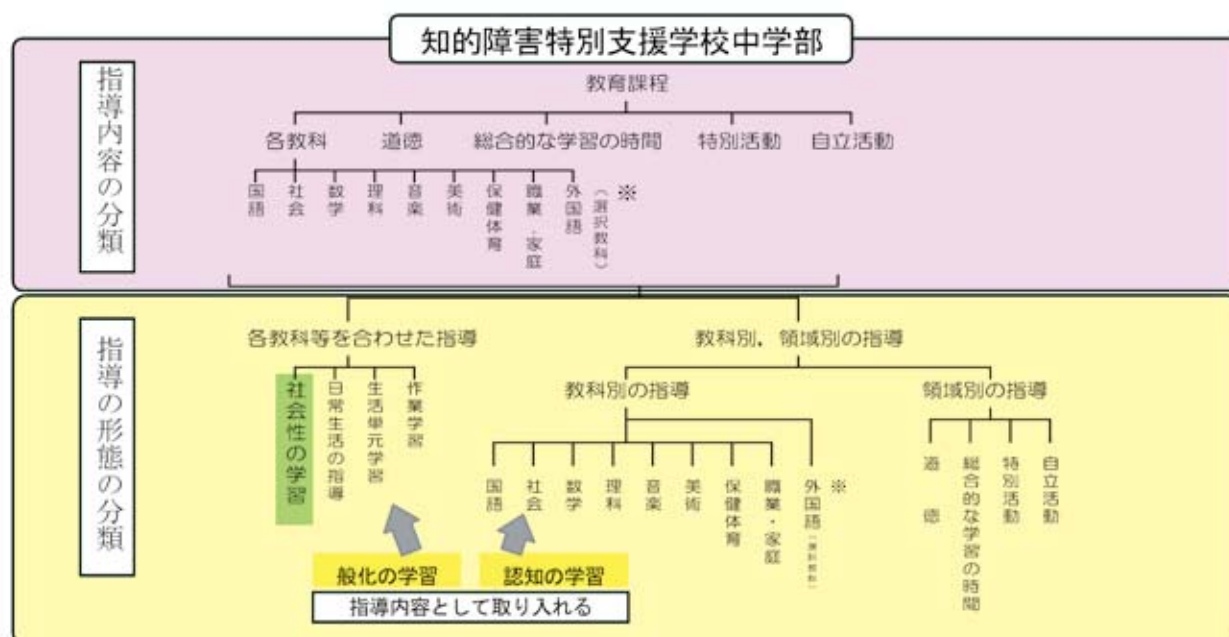 知的障害特別支援学校中学部
指導内容の分類
教育課程
各教科
道徳
総合的な学習の時間
特別活動
自立活動
国語
社会
数学
理科
音楽
美術
保健体育
職業・家庭
外国語
(選択教科)
※
指導の形態の分類
各教科等を合わせた指導
教科別，領域別の指導
社会性の学習
日常生活の指導
生活単元学習
作業学習
教科別の指導
領域別の指導
国語
社会
数学
理科
音楽
美術
保健体育
職業・家庭
外国語
※
道徳
総合的な学習の時間
特別活動
自立活動
般化の学習
認知の学習
指導内容として取り入れる